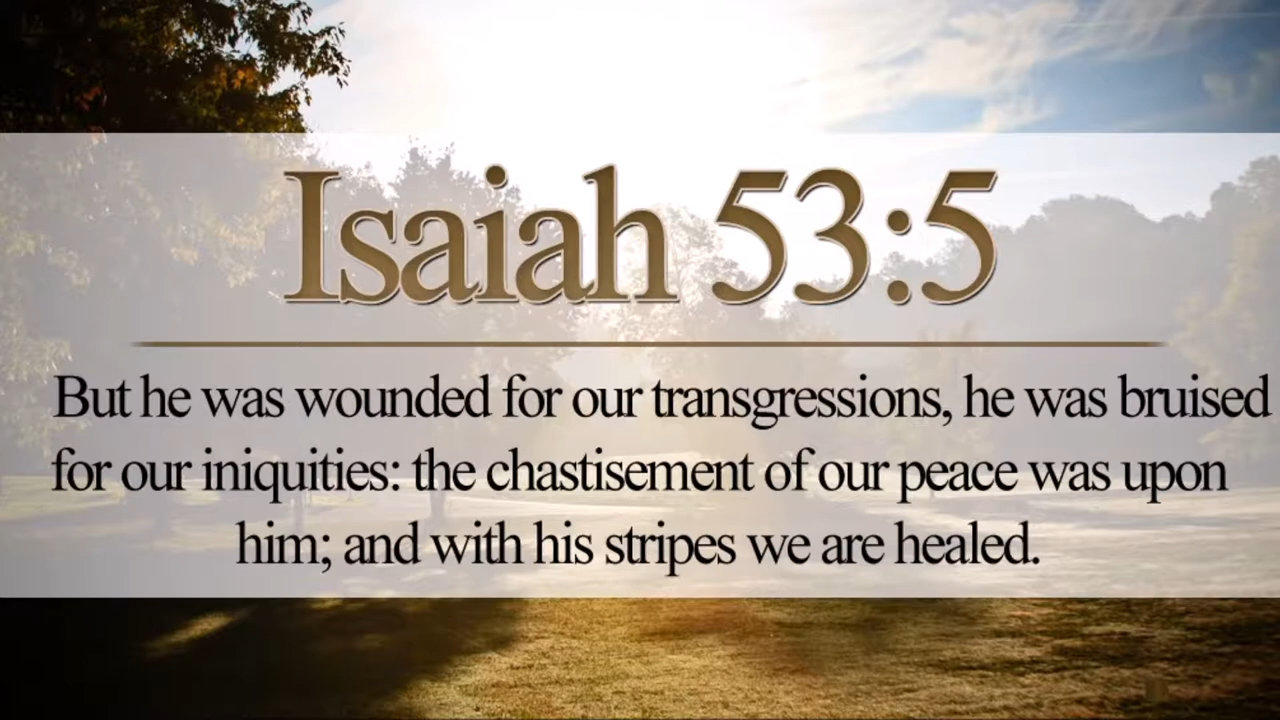 Isaiah 53:5
But he was wounded for our transgressions, he was bruised
for our iniquities: the chastisement of our peace was upon
him; and with his stripes we are healed.